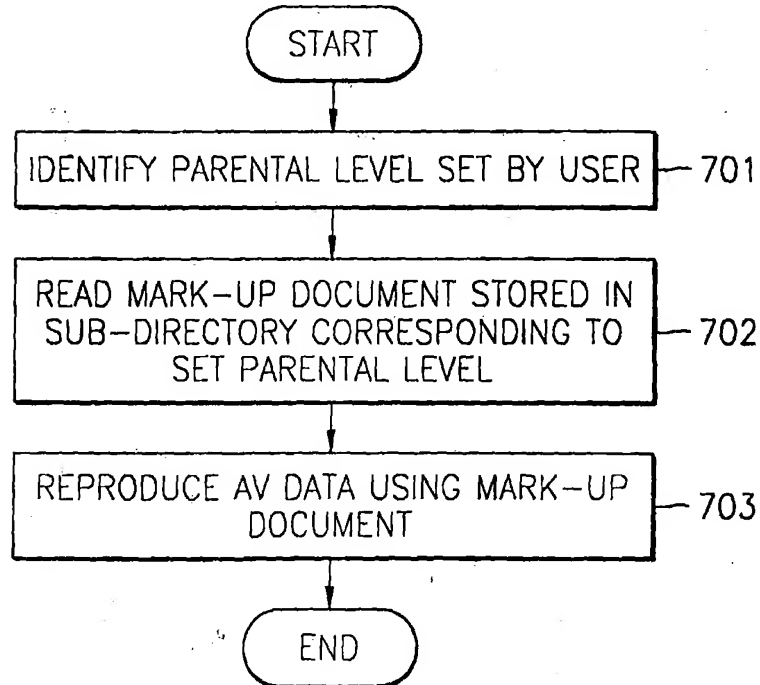 START
IDENTIFY PARENTAL LEVEL SET BY USER
701
READ MARK-UP DOCUMENT STORED IN
SUB-DIRECTORY CORRESPONDING TO
SET PARENTAL LEVEL
702
REPRODUCE AV DATA USING MARK-UP
DOCUMENT
703
END